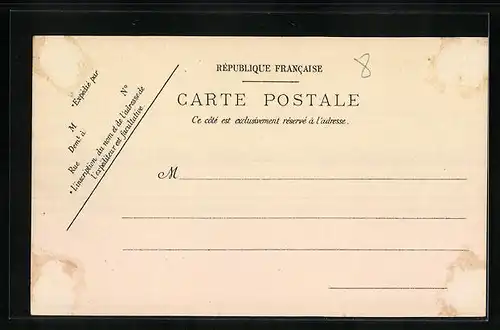 *Expédié par
M
Demt à
Rue N°
*L'inscription du nom et de l'adresse de
l'expéditeur est facultative
RÉPUBLIQUE FRANÇAISE
8
CARTE POSTALE
Ce côté est exclusivement réservé à l'adresse.
M